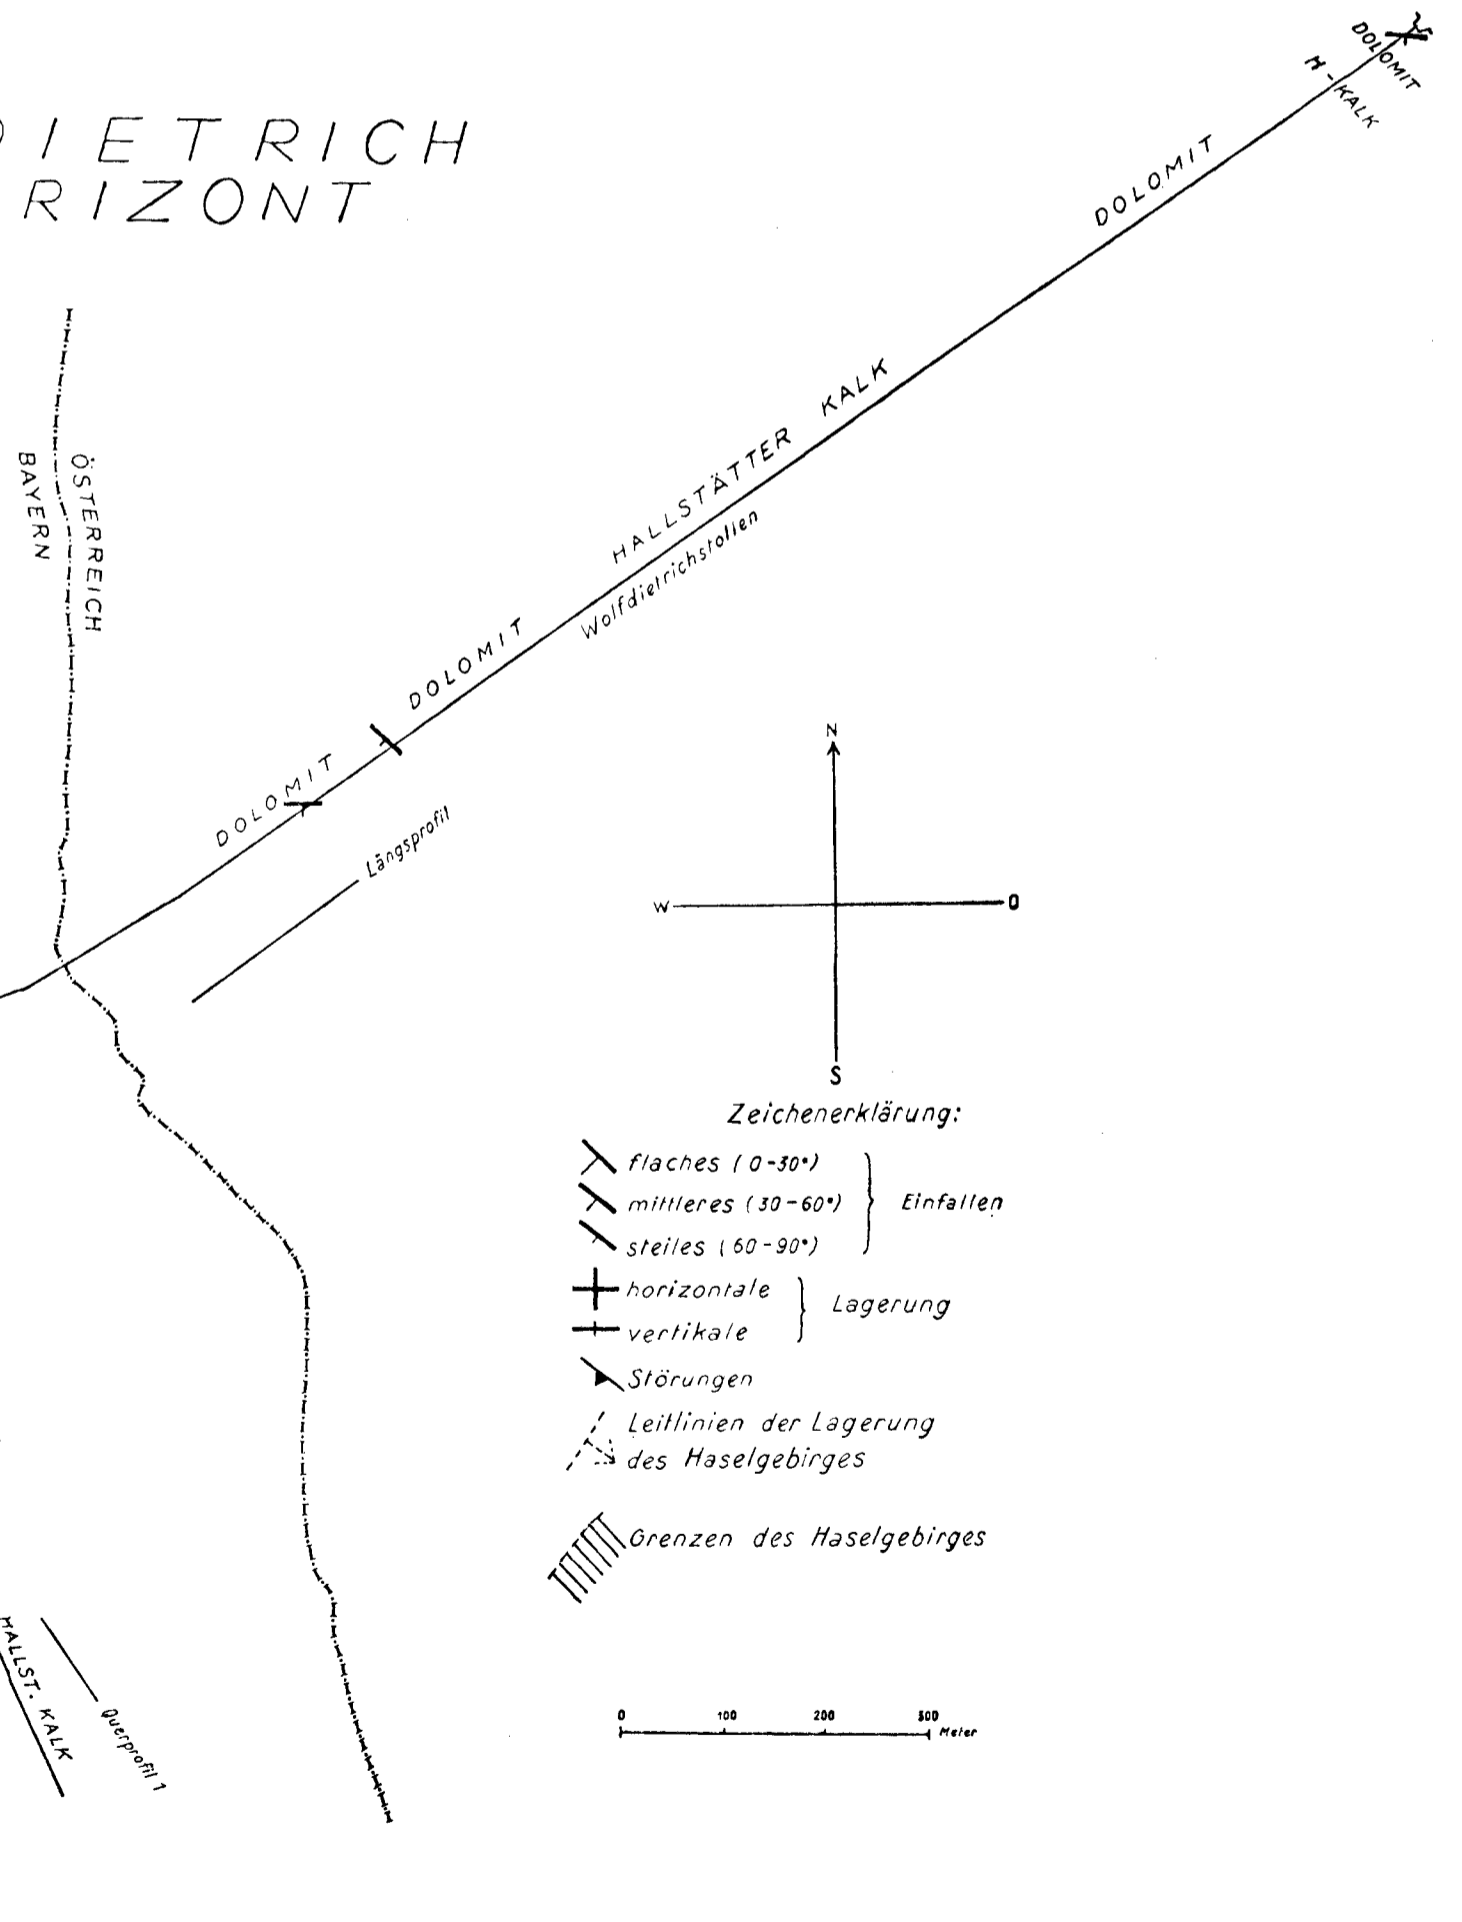 DIETRICH
RIZONT
DOLOMIT
H-KALK
DOLOMIT
HALLSTÄTTER KALK
Wolfdietrichstollen
DOLOMIT
DOLOMIT
Längsprofil
ÖSTERREICH
BAYERN
N
W
O
S
Zeichenerklärung:
flaches (0-30°)
mittleres (30-60°)
steiles (60-90°)
Einfallen
horizontale
vertikale
Lagerung
Störungen
Leitlinien der Lagerung
des Haselgebirges
Grenzen des Haselgebirges
0 100 200 300
Meter
HALLST. KALK
Querprofil 1